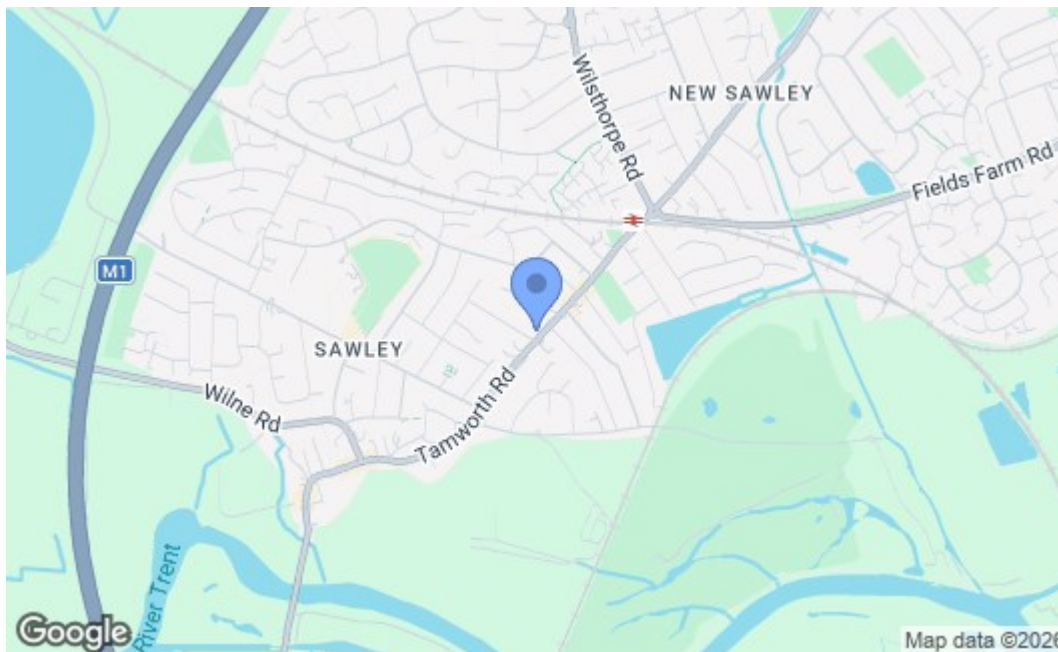 Wilsthorpe Rd
NEW SAWLEY
Fields Farm Rd
M1
SAWLEY
Tamworth Rd
Wilne Rd
River Trent
Google
Map data ©2026